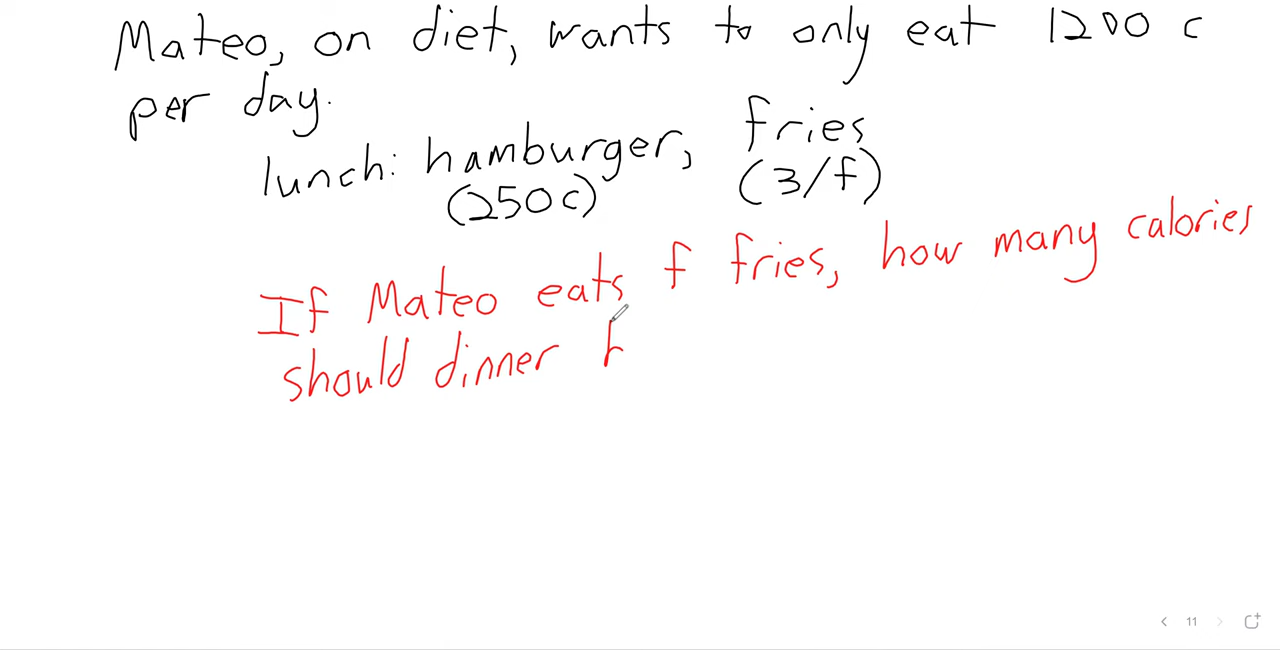 Mateo, on diet, wants to only eat 1200 c
per day.
lunch: hamburger, fries
(250c) (3/f)
If Mateo eats f fries, how many calories
should dinner h
11